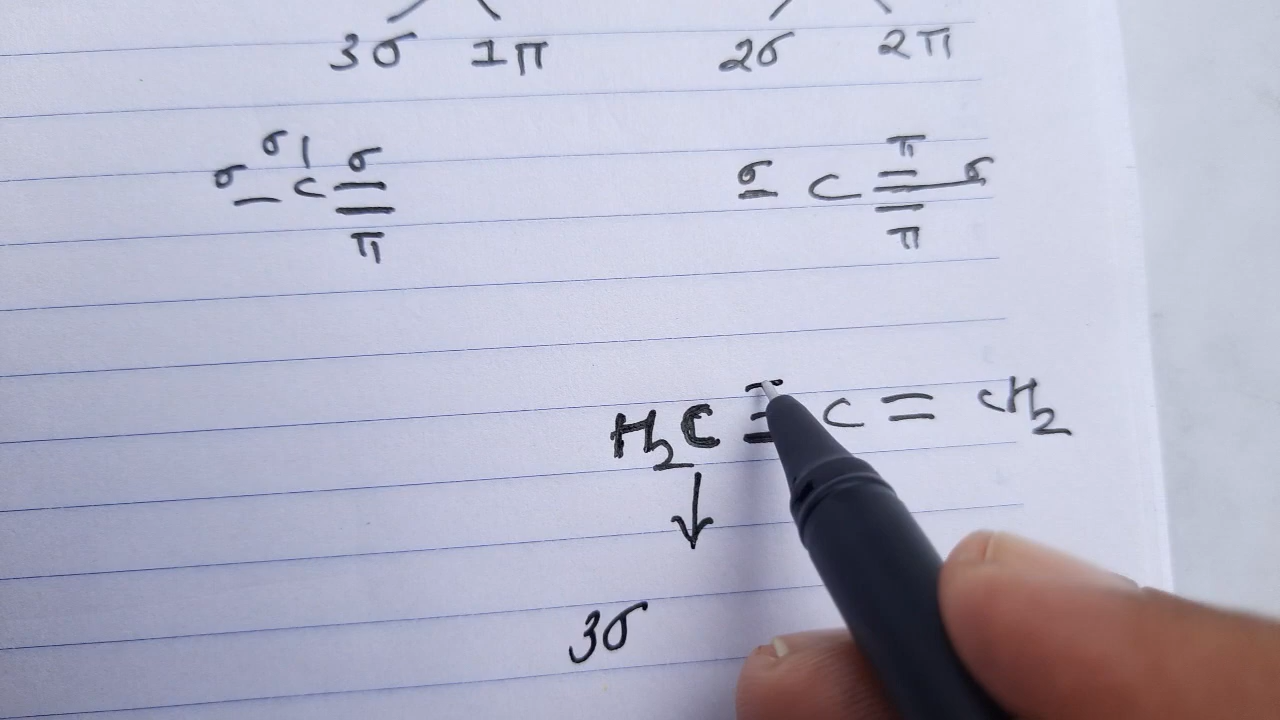 3σ 1π 2σ 2π
σ σ σ σ π σ
C C
π π
H₂C = C = CH₂
3σ